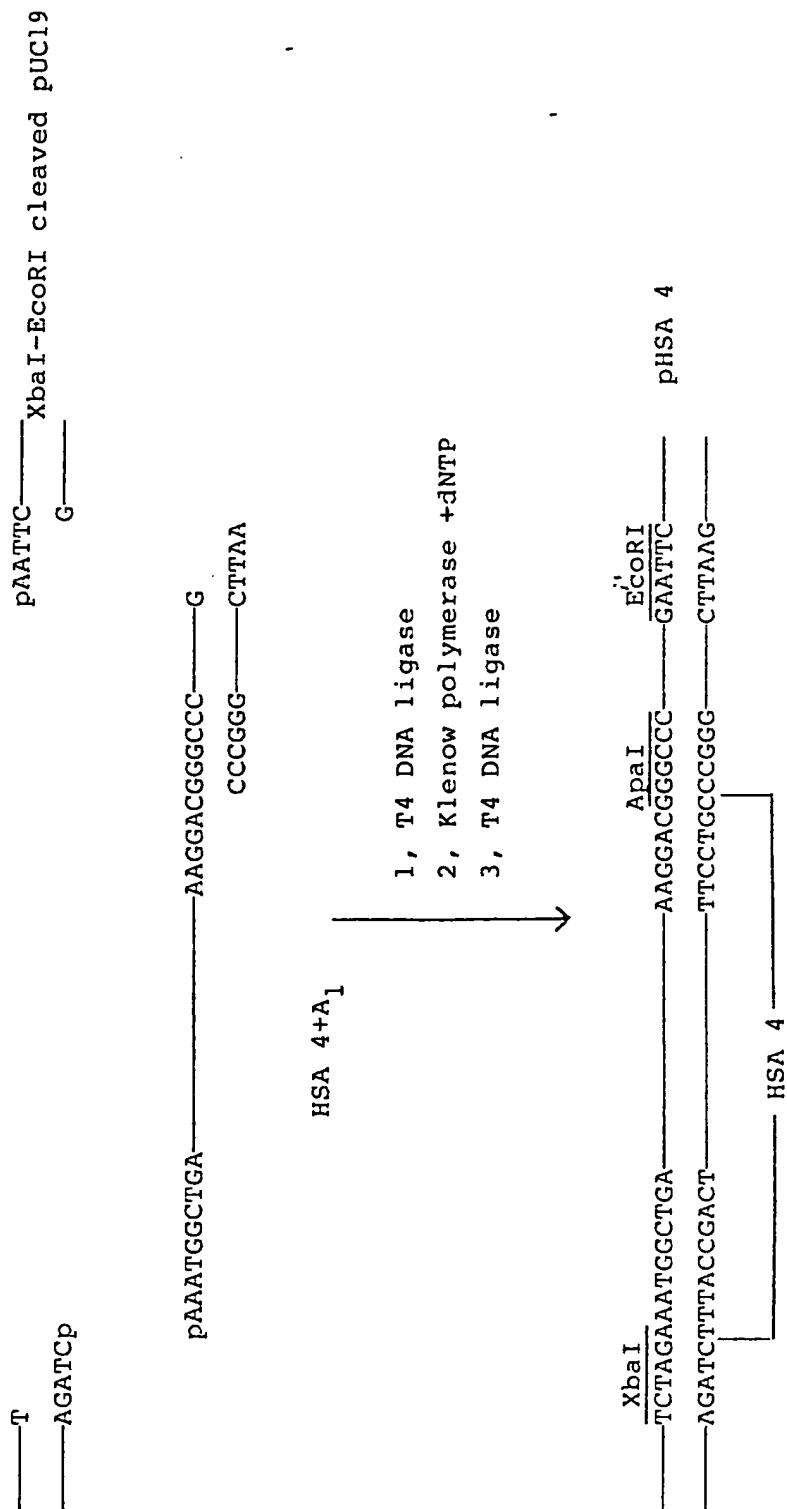 T pAATTC
XbaI-EcoRI cleaved pUC19
AGATCp G
pAAATGGCTGA AAGGACGGGCCC G
CCCGGG CTTAA
HSA 4+A1
1, T4 DNA ligase
2, Klenow polymerase +dNTP
3, T4 DNA ligase
XbaI ApaI E"coRI
TCTAGAAATGGCTGA AAGGACGGGCCC GAATTC pHSA 4
AGATCTTTACCGACT TTCCTGCCCGGG CTTAAG
HSA 4